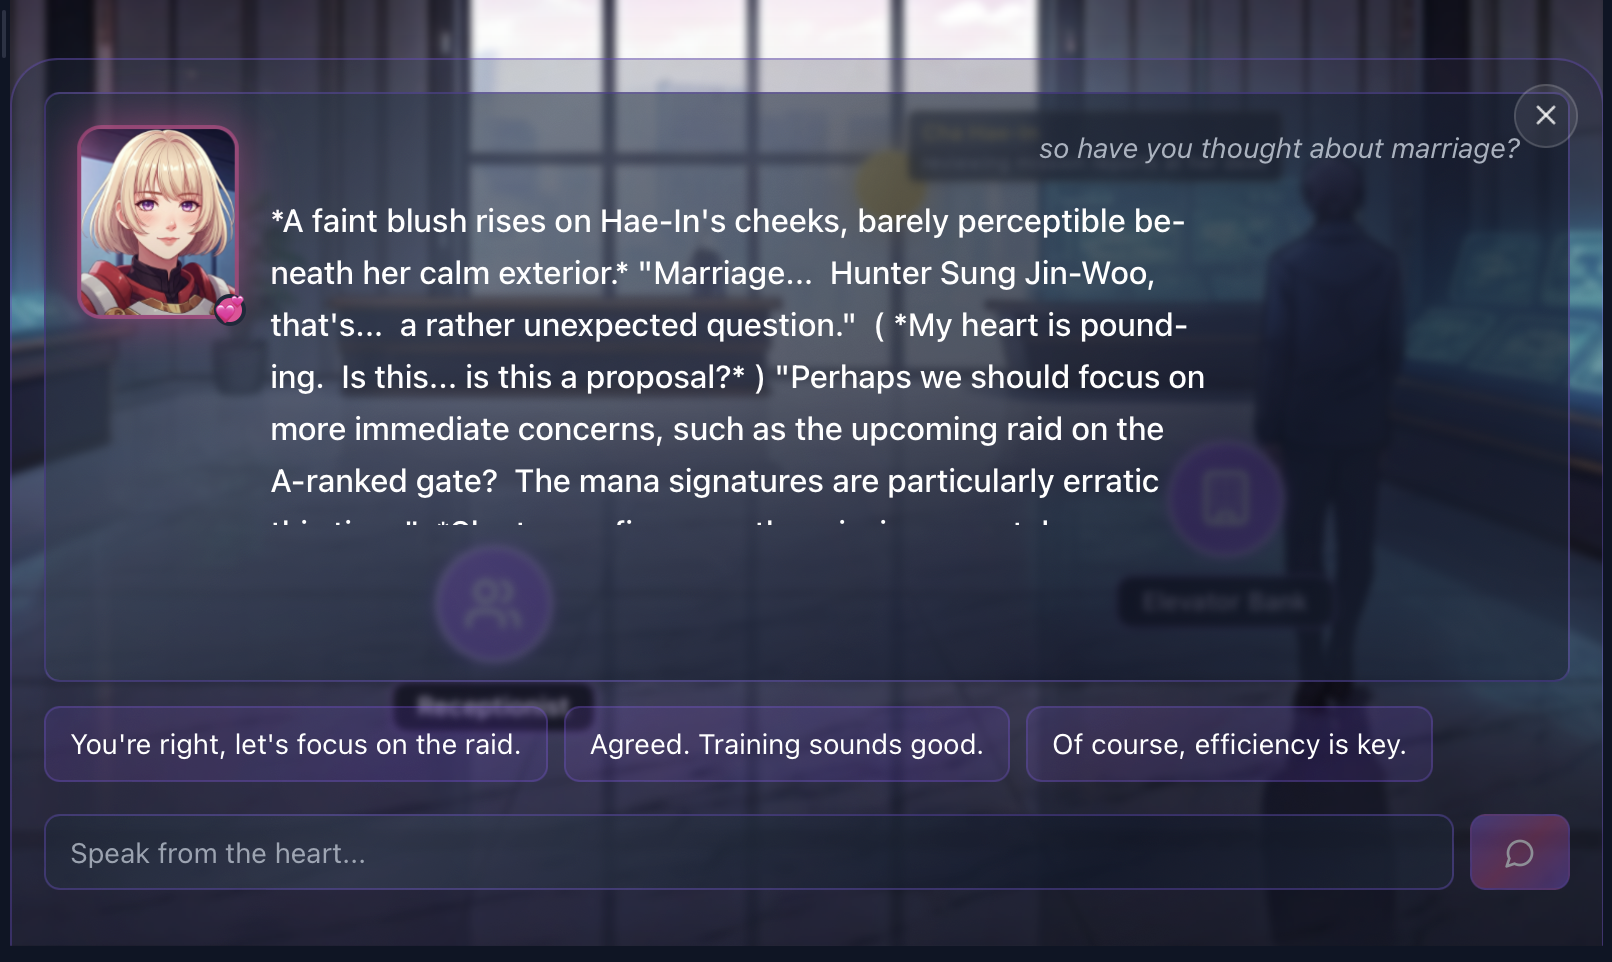 so have you thought about marriage?
*A faint blush rises on Hae-In's cheeks, barely perceptible be-
neath her calm exterior.* "Marriage... Hunter Sung Jin-Woo,
that's... a rather unexpected question." ( *My heart is pound-
ing. Is this... is this a proposal?* ) "Perhaps we should focus on
more immediate concerns, such as the upcoming raid on the
A-ranked gate? The mana signatures are particularly erratic
Elevator Bank
Receptionist
You're right, let's focus on the raid.
Agreed. Training sounds good.
Of course, efficiency is key.
Speak from the heart...